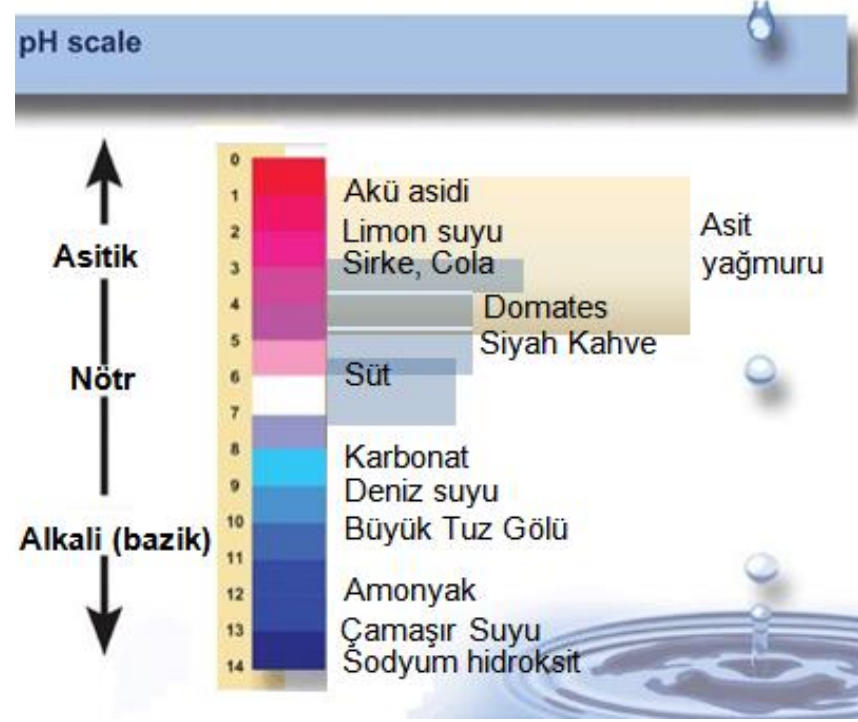 pH scale
Asitik
Nötr
Alkali (bazik)
0
1
2
3
4
5
6
7
8
9
10
11
12
13
14
Akü asidi
Limon suyu
Sirke, Cola
Domates
Siyah Kahve
Süt
Karbonat
Deniz suyu
Büyük Tuz Gölü
Amonyak
Çamaşır Suyu
Sodyum hidroksit
Asit
yağmuru